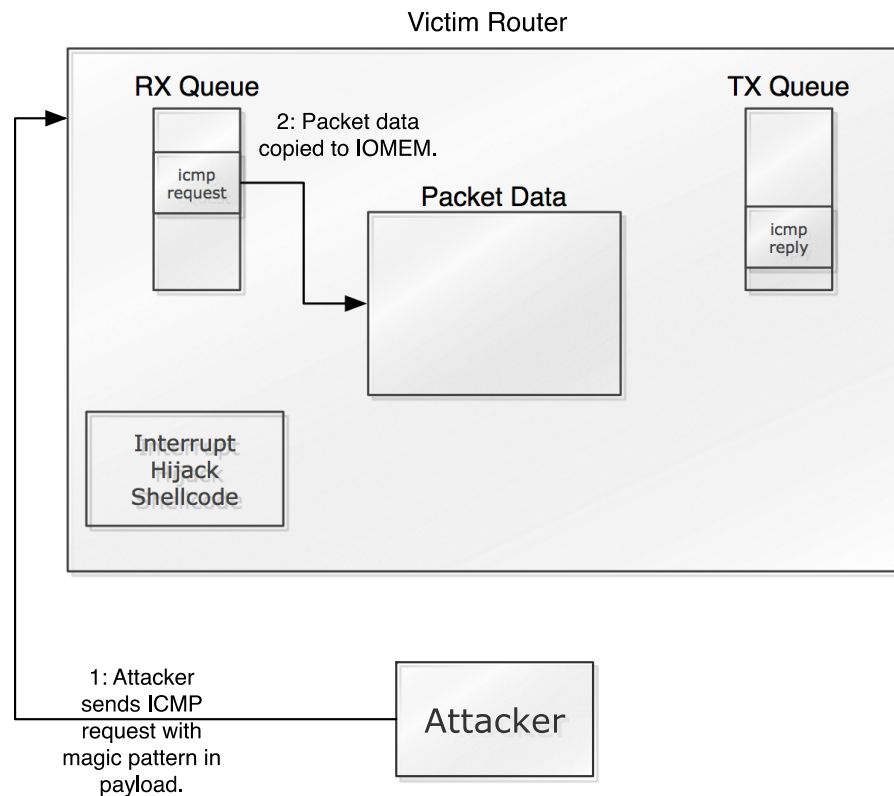 Victim Router
RX Queue
TX Queue
2: Packet data
copied to IOMEM.
icmp
request
Packet Data
icmp
reply
Interrupt
Hijack
Shellcode
1: Attacker
sends ICMP
request with
magic pattern in
payload.
Attacker